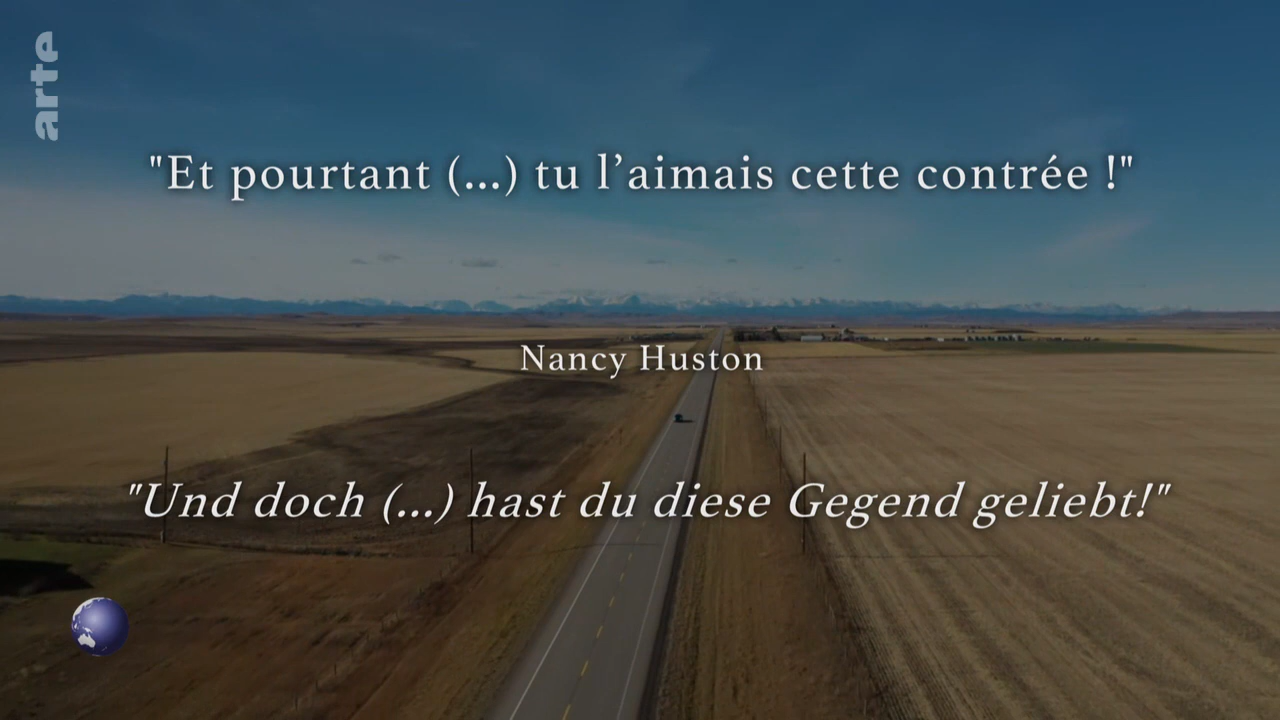 arte
"Et pourtant (...) tu l’aimais cette contrée !"
Nancy Huston
"Und doch (...) hast du diese Gegend geliebt!"